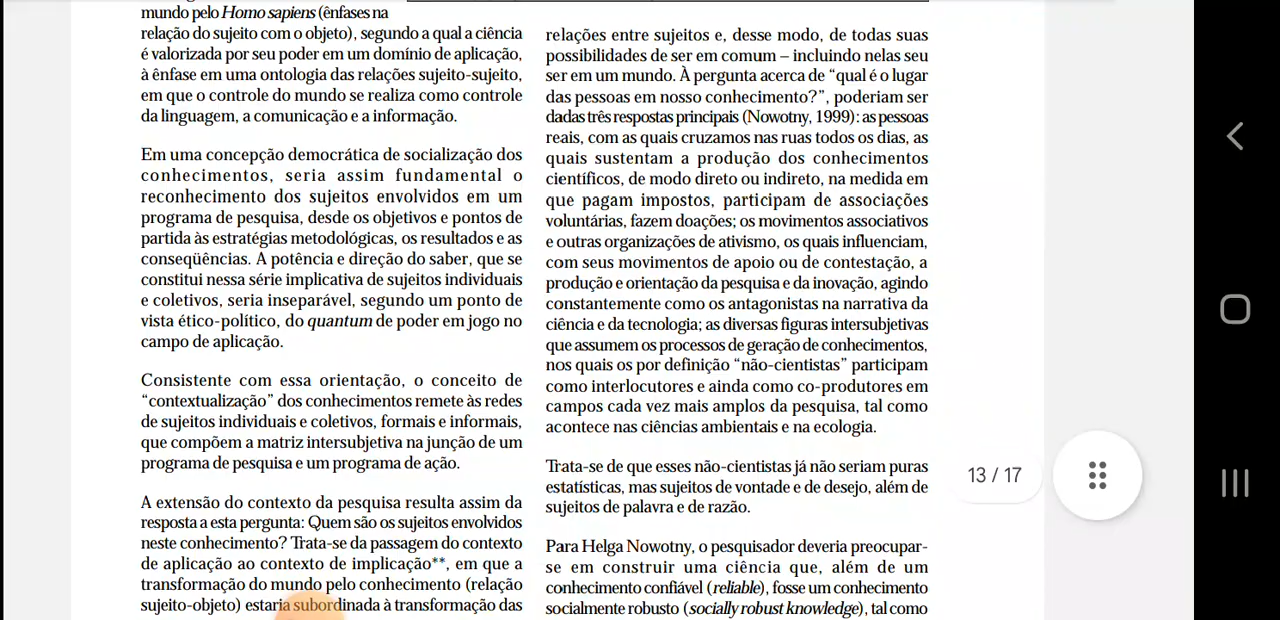 mundo pelo Homo sapiens (ênfases na
relação do sujeito com o objeto), segundo a qual a ciência
é valorizada por seu poder em um domínio de aplicação,
à ênfase em uma ontologia das relações sujeito-sujeito,
em que o controle do mundo se realiza como controle
da linguagem, a comunicação e a informação.
Em uma concepção democrática de socialização dos
conhecimentos, seria assim fundamental o
reconhecimento dos sujeitos envolvidos em um
programa de pesquisa, desde os objetivos e pontos de
partida às estratégias metodológicas, os resultados e as
conseqüências. A potência e direção do saber, que se
constitui nessa série implicativa de sujeitos individuais
e coletivos, seria inseparável, segundo um ponto de
vista ético-político, do quantum de poder em jogo no
campo de aplicação.
Consistente com essa orientação, o conceito de
“contextualização” dos conhecimentos remete às redes
de sujeitos individuais e coletivos, formais e informais,
que compõem a matriz intersubjetiva na junção de um
programa de pesquisa e um programa de ação.
A extensão do contexto da pesquisa resulta assim da
resposta a esta pergunta: Quem são os sujeitos envolvidos
neste conhecimento? Trata-se da passagem do contexto
de aplicação ao contexto de implicação**, em que a
transformação do mundo pelo conhecimento (relação
sujeito-objeto) estaria subordinada à transformação das
relações entre sujeitos e, desse modo, de todas suas
possibilidades de ser em comum – incluindo nelas seu
ser em um mundo. À pergunta acerca de “qual é o lugar
das pessoas em nosso conhecimento?”, poderiam ser
dadas três respostas principais (Nowotny, 1999): as pessoas
reais, com as quais cruzamos nas ruas todos os dias, as
quais sustentam a produção dos conhecimentos
científicos, de modo direto ou indireto, na medida em
que pagam impostos, participam de associações
voluntárias, fazem doações; os movimentos associativos
e outras organizações de ativismo, os quais influenciam,
com seus movimentos de apoio ou de contestação, a
produção e orientação da pesquisa e da inovação, agindo
constantemente como os antagonistas na narrativa da
ciência e da tecnologia; as diversas figuras intersubjetivas
que assumem os processos de geração de conhecimentos,
nos quais os por definição “não-cientistas” participam
como interlocutores e ainda como co-produtores em
campos cada vez mais amplos da pesquisa, tal como
acontece nas ciências ambientais e na ecologia.
Trata-se de que esses não-cientistas já não seriam puras
estatísticas, mas sujeitos de vontade e de desejo, além de
sujeitos de palavra e de razão.
Para Helga Nowotny, o pesquisador deveria preocupar-
se em construir uma ciência que, além de um
conhecimento confiável (reliable), fosse um conhecimento
socialmente robusto (socially robust knowledge), tal como
13 / 17